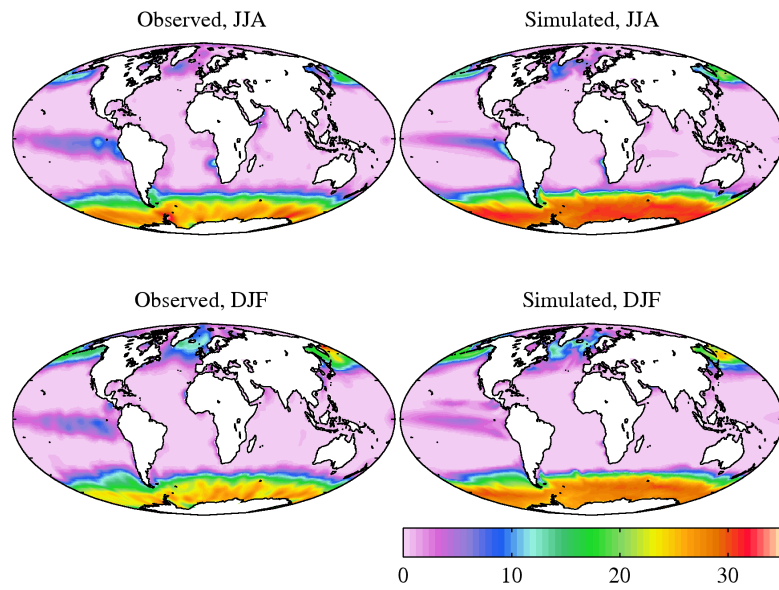 Observed, JJA
Simulated, JJA
Observed, DJF
Simulated, DJF
0 10 20 30